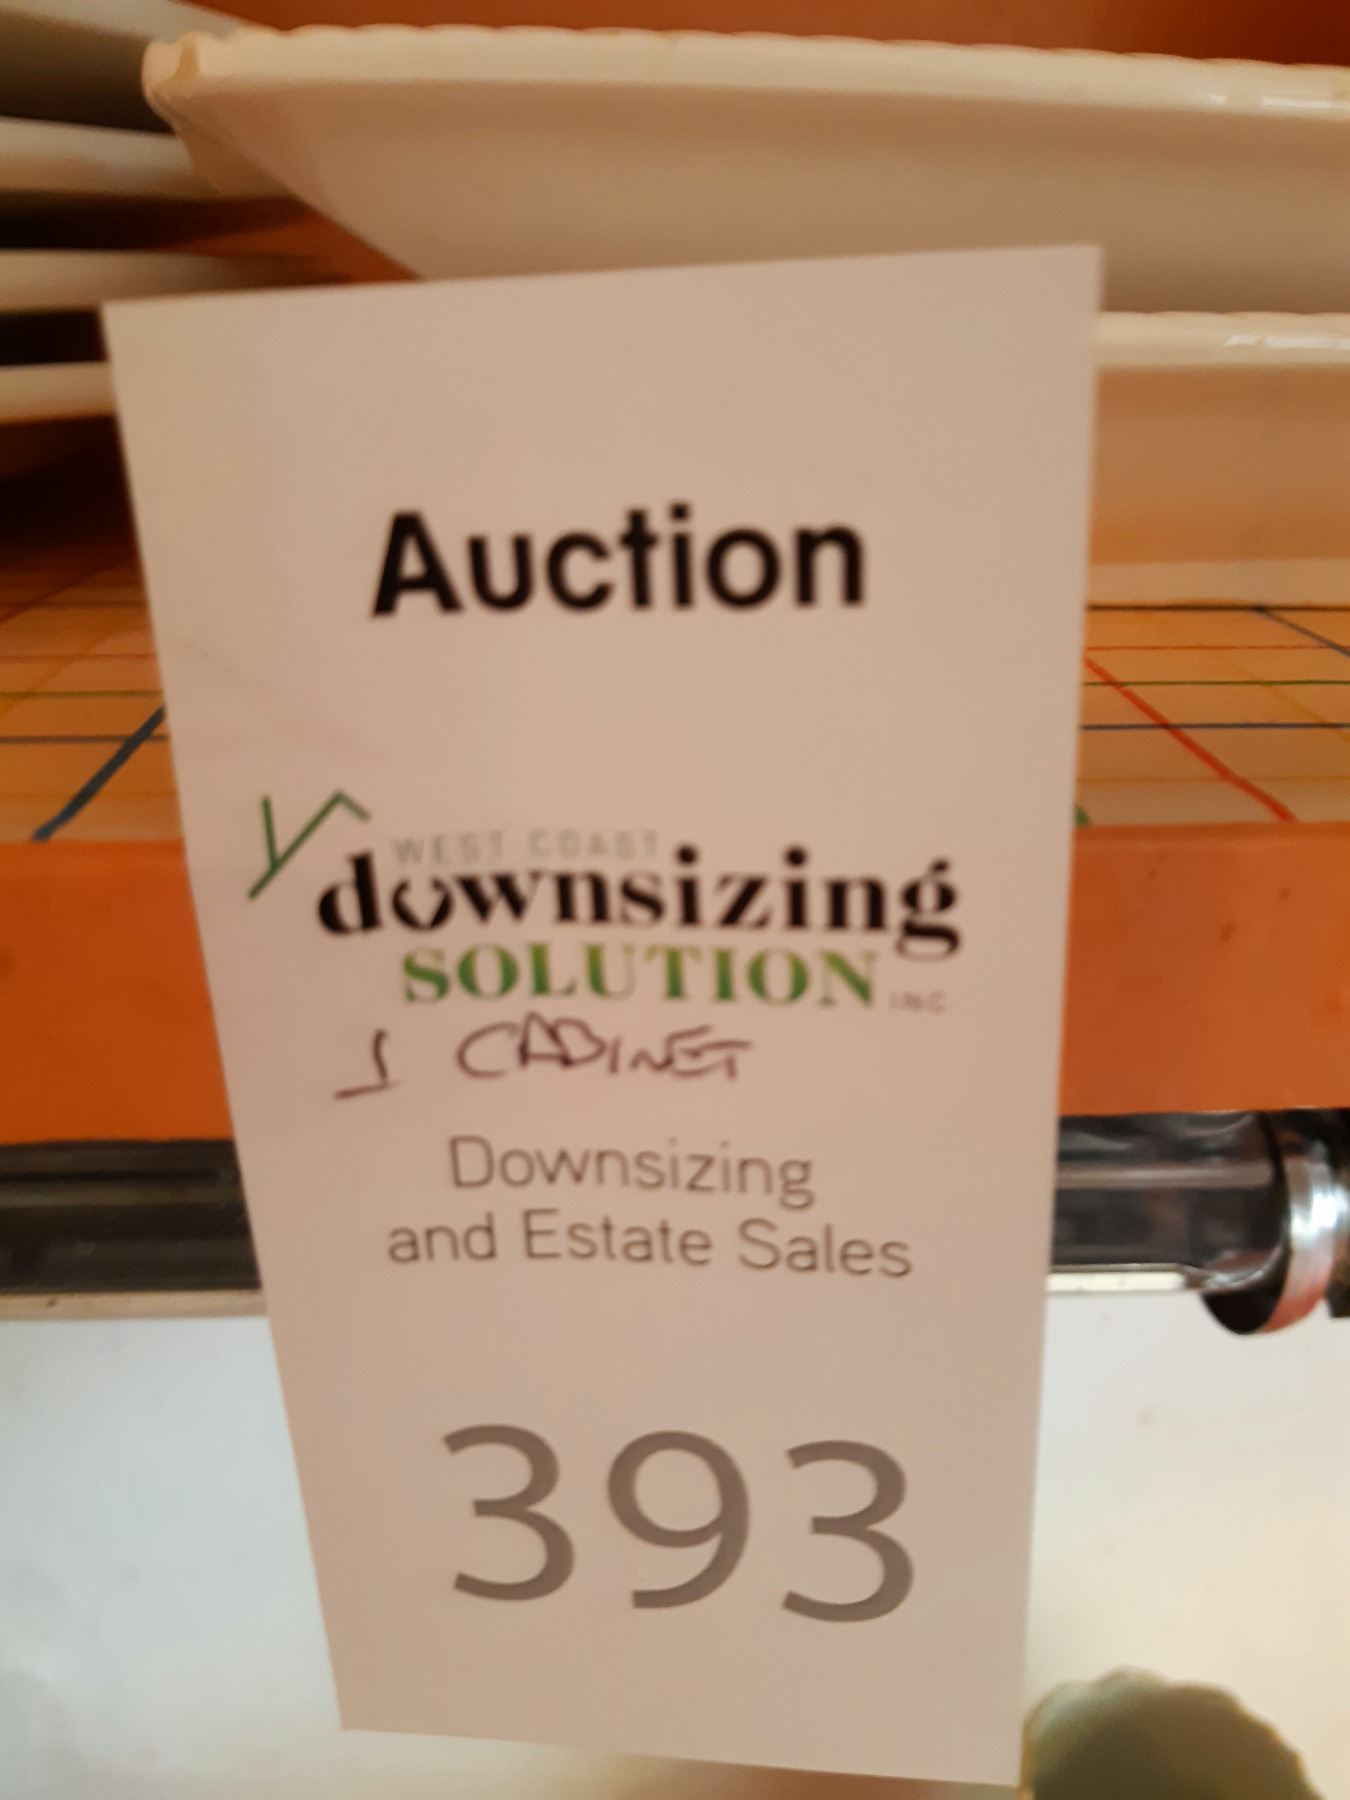 Auction
WEST COAST
downsizing
SOLUTION INC
1 CABINET
Downsizing
and Estate Sales
393